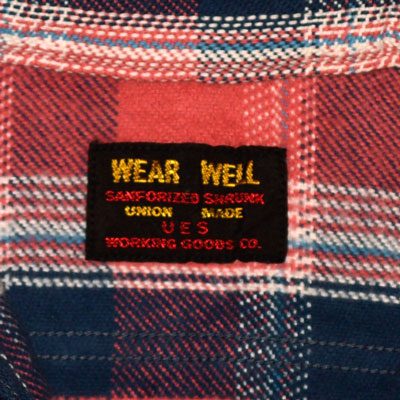 WEAR WELL
SANFORIZED SHRUNK
UNION MADE
UES
WORKING GOODS CO.